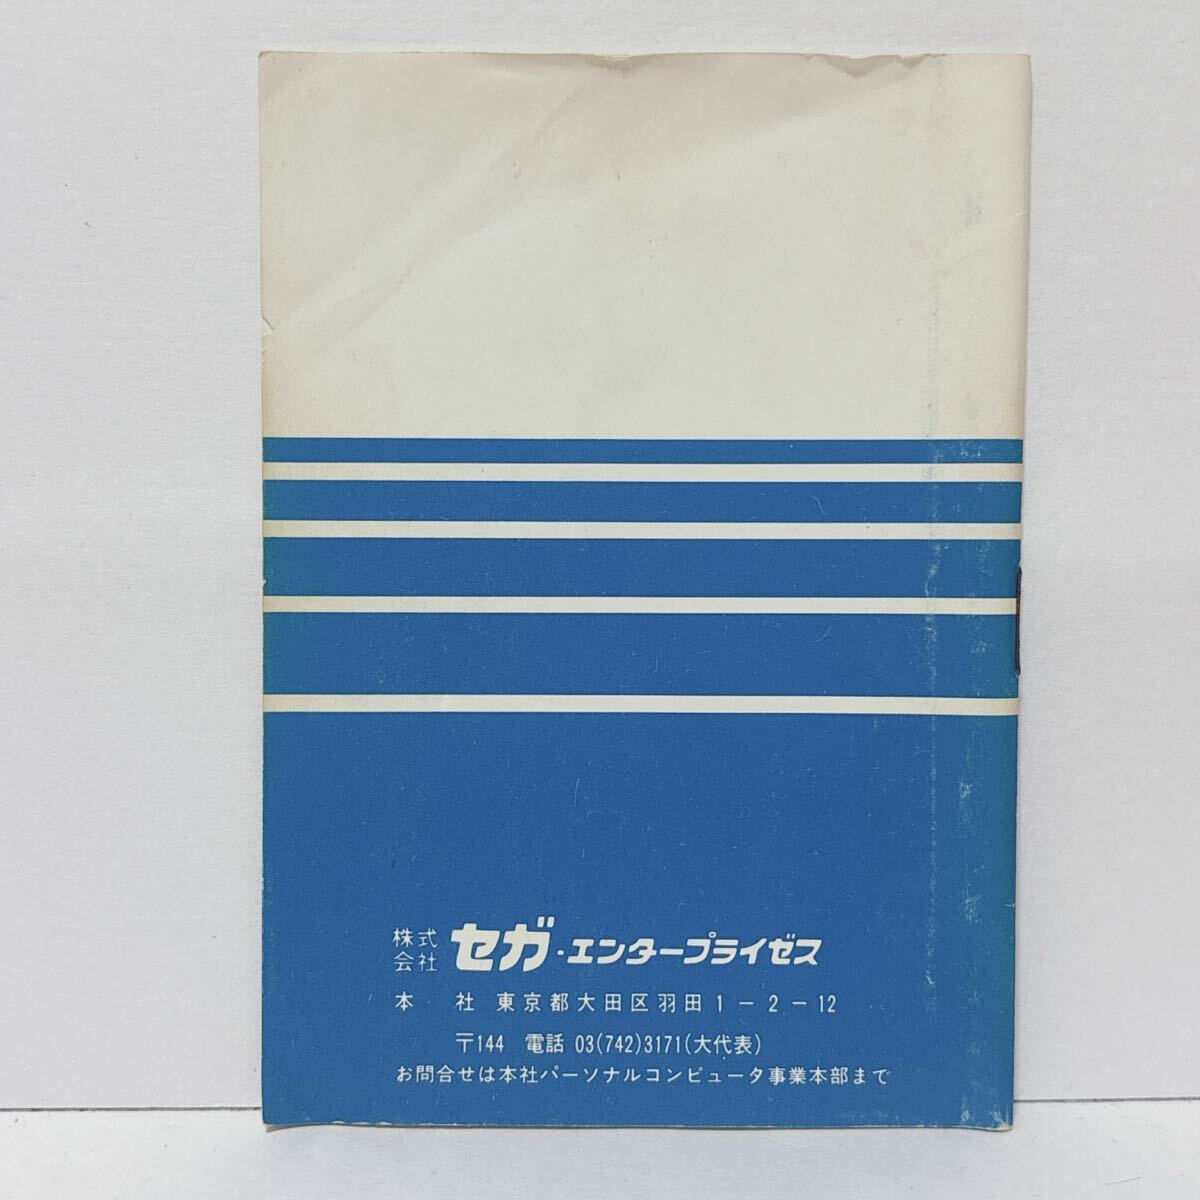 株式会社 セガ・エンタープライゼス
本 社 東京都大田区羽田1-2-12
〒144 電話 03(742)3171(大代表)
お問合せは本社パーソナルコンピュータ事業本部まで